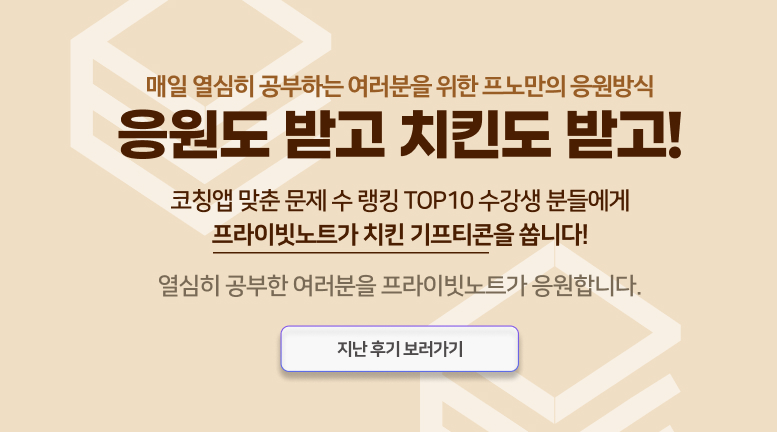 매일 열심히 공부하는 여러분을 위한 프노만의 응원방식
응원도 받고 치킨도 받고!
코칭앱 맞춘 문제 수 랭킹 TOP10 수강생 분들에게
프라이빗노트가 치킨 기프티콘을 쏩니다!
열심히 공부한 여러분을 프라이빗노트가 응원합니다.
지난 후기 보러가기